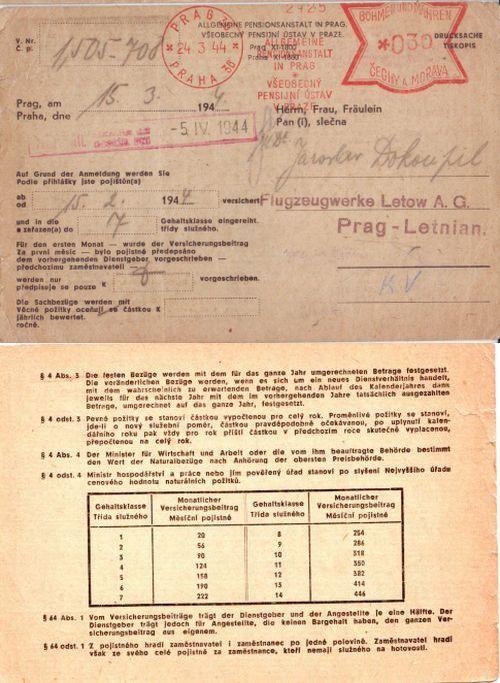 ALLGEMEINE PENSIONSANSTALT IN PRAG.
VŠEOBECNÝ PENSIJNÍ ÚSTAV V PRAZE.
Prag XI-1800
Praha XI-1800
V. Nr.
Č. p.
1,505-708
24.3.44
PRAHA 38
ALLGEMEINE
PENSIONSANSTALT
IN PRAG
VŠEOBECNÝ
PENSIJNÍ ÚSTAV
V PRAZE
BÖHMEN UND MÄHREN
*030
ČECHY A MORAVA
DRUCKSACHE
TISKOPIS
Prag, am
Praha, dne
15. 3. 1944
-5. IV. 1944
Herrn, Frau, Fräulein
Pan (i), slečna
Jaroslav Dokoupil
Flugzeugwerke Letow A. G.
Prag-Letnian.
KV
Auf Grund der Anmeldung werden Sie
Podle přihlášky jste pojištěn(a)
ab
od
15. 2. 1944 versichert
und in die
a zařazen(a) do
7
Gehaltsklasse eingereiht.
třídy služného.
Für den ersten Monat — wurde der Versicherungsbeitrag
Za první měsíc — bylo pojistné předepsáno
dem vorhergehenden Dienstgeber vorgeschrieben —
předchozímu zaměstnavateli —
werden nur
předpisuje se pouze K
vorgeschrieben.
Die Sachbezüge werden mit
Věcné požitky oceňují se částkou K
jährlich bewertet.
ročně.
§ 4 Abs. 3 Die festen Bezüge werden mit dem für das ganze Jahr umgerechneten Betrage festgesetzt.
Die veränderlichen Bezüge werden, wenn es sich um ein neues Dienstverhältnis handelt,
mit dem wahrscheinlich zu erwartenden Betrage, nach Ablauf des Kalenderjahres dann
jeweils für das nächste Jahr mit dem im vorhergehenden Jahre tatsächlich ausgezahlten
Betrage, umgerechnet auf das ganze Jahr, festgesetzt.
§ 4 odst. 3 Pevné požitky se stanoví částkou vypočtenou pro celý rok. Proměnlivé požitky se stanoví,
jde-li o nový služební poměr, částkou pravděpodobně očekávanou, po uplynutí kalen-
dářního roku pak vždy pro rok příští částkou v předchozím roce skutečně vyplacenou,
přepočtenou na celý rok.
§ 4 Abs. 4 Der Minister für Wirtschaft und Arbeit oder die vom ihm beauftragte Behörde bestimmt
den Wert der Naturalbezüge nach Anhörung der obersten Preisbehörde.
§ 4 odst. 4 Ministr hospodářství a práce nebo jím pověřený úřad stanoví po slyšení Nejvyššího úřadu
cenového hodnotu naturálních požitků.
Gehaltsklasse
Třída služného
Monatlicher
Versicherungsbeitrag
Měsíční pojistné
Gehaltsklasse
Třída služného
Monatlicher
Versicherungsbeitrag
Měsíční pojistné
1 20 8 254
2 56 9 286
3 90 10 318
4 124 11 350
5 158 12 382
6 190 13 414
7 222 14 446
§ 64 Abs. 1 Vom Versicherungsbeiträge trägt der Dienstgeber und der Angestellte je eine Hälfte. Der
Dienstgeber trägt jedoch für Angestellte, die keinen Bargehalt haben, den ganzen Ver-
sicherungsbeitrag aus eigenem.
§ 64 odst. 1 Z pojistného hradí zaměstnavatel i zaměstnanec po jedné polovině. Zaměstnavatel hradí
však ze svého celé pojistné za zaměstnance, kteří nemají služného na hotovosti.